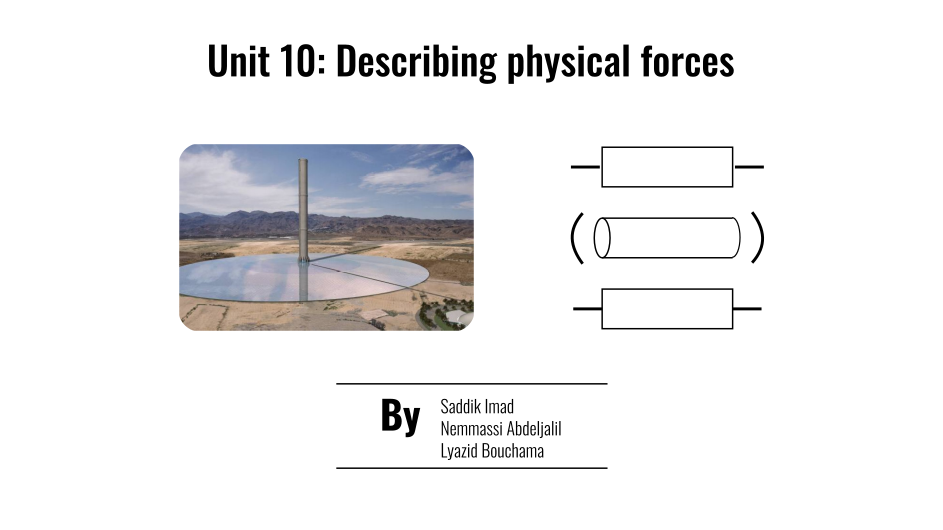 Unit 10: Describing physical forces
By
Saddik Imad
Nemmassi Abdeljalil
Lyazid Bouchama